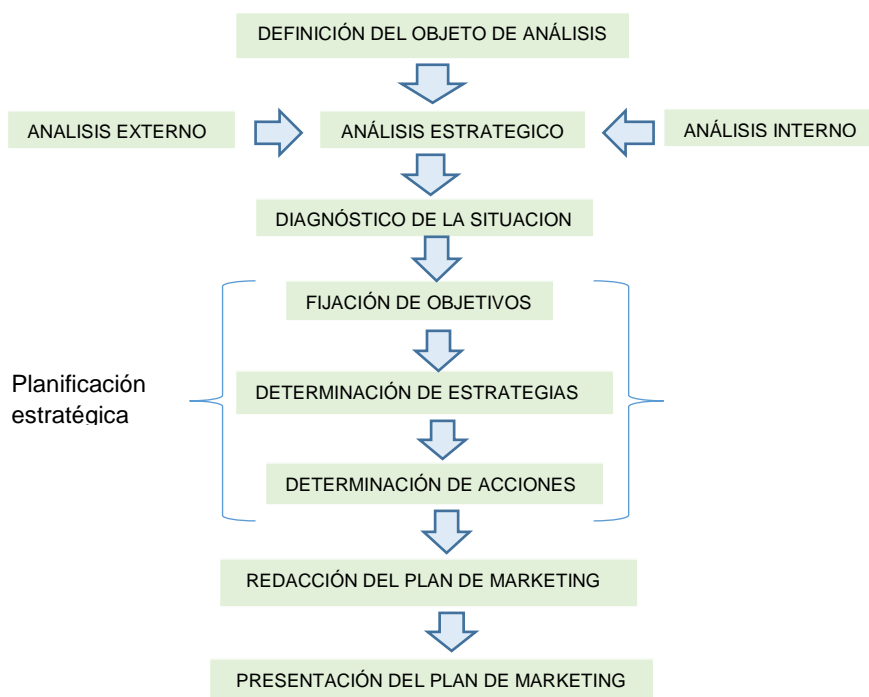 DEFINICIÓN DEL OBJETO DE ANÁLISIS
ANALISIS EXTERNO
ANÁLISIS ESTRATEGICO
ANÁLISIS INTERNO
DIAGNÓSTICO DE LA SITUACION
FIJACIÓN DE OBJETIVOS
Planificación
estratégica
DETERMINACIÓN DE ESTRATEGIAS
DETERMINACIÓN DE ACCIONES
REDACCIÓN DEL PLAN DE MARKETING
PRESENTACIÓN DEL PLAN DE MARKETING